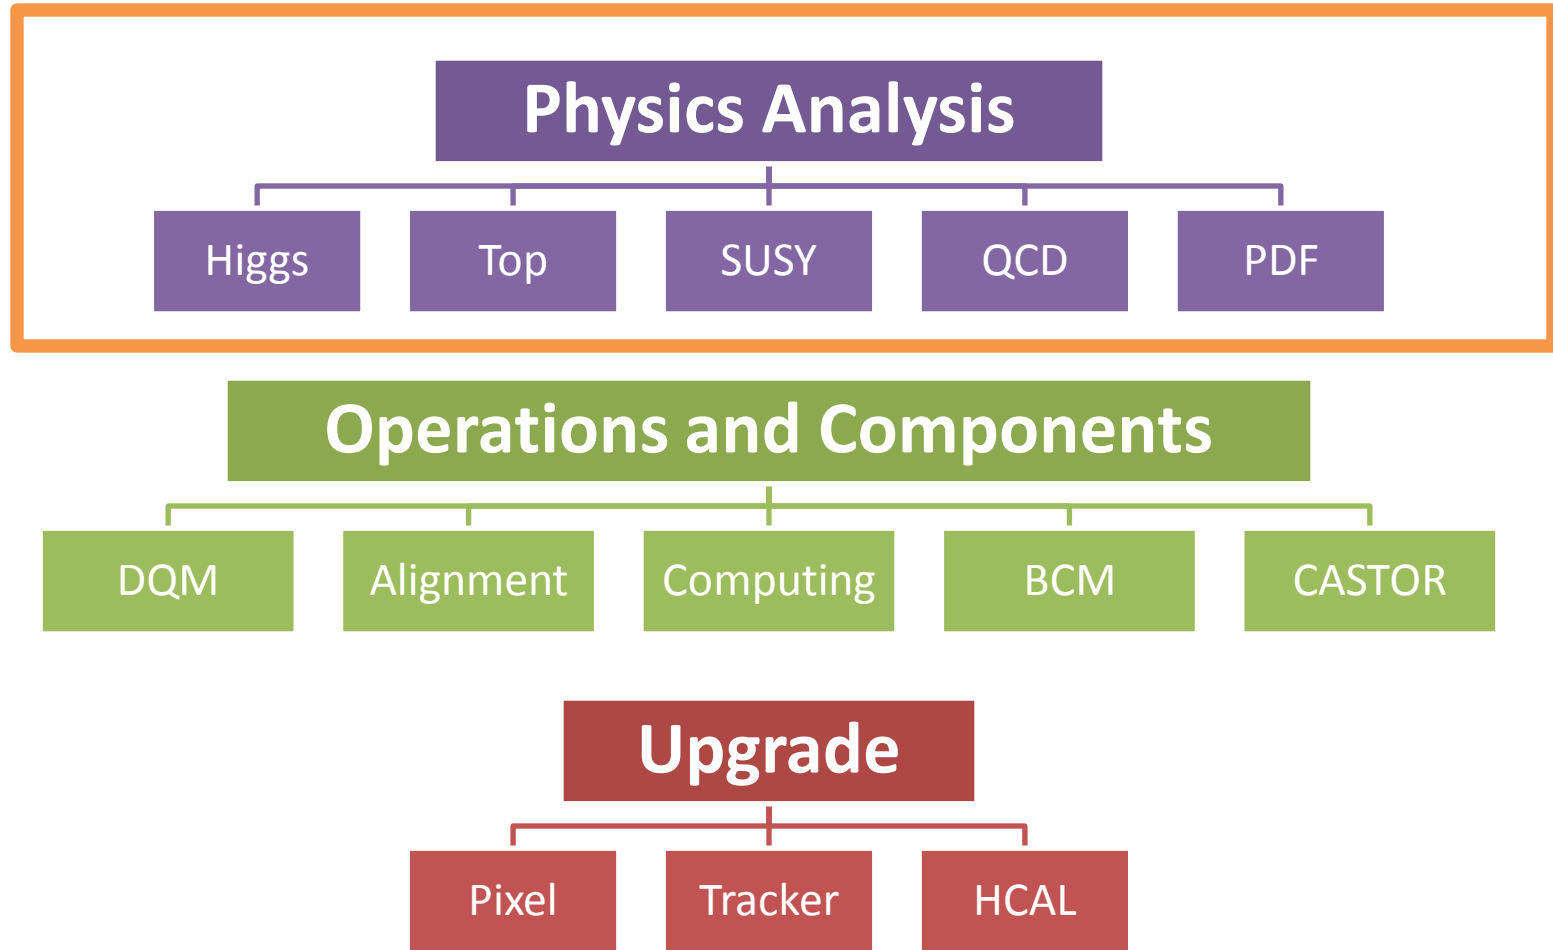 Physics Analysis
Higgs
Top
SUSY
QCD
PDF
Operations and Components
DQM
Alignment
Computing
BCM
CASTOR
Upgrade
Pixel
Tracker
HCAL